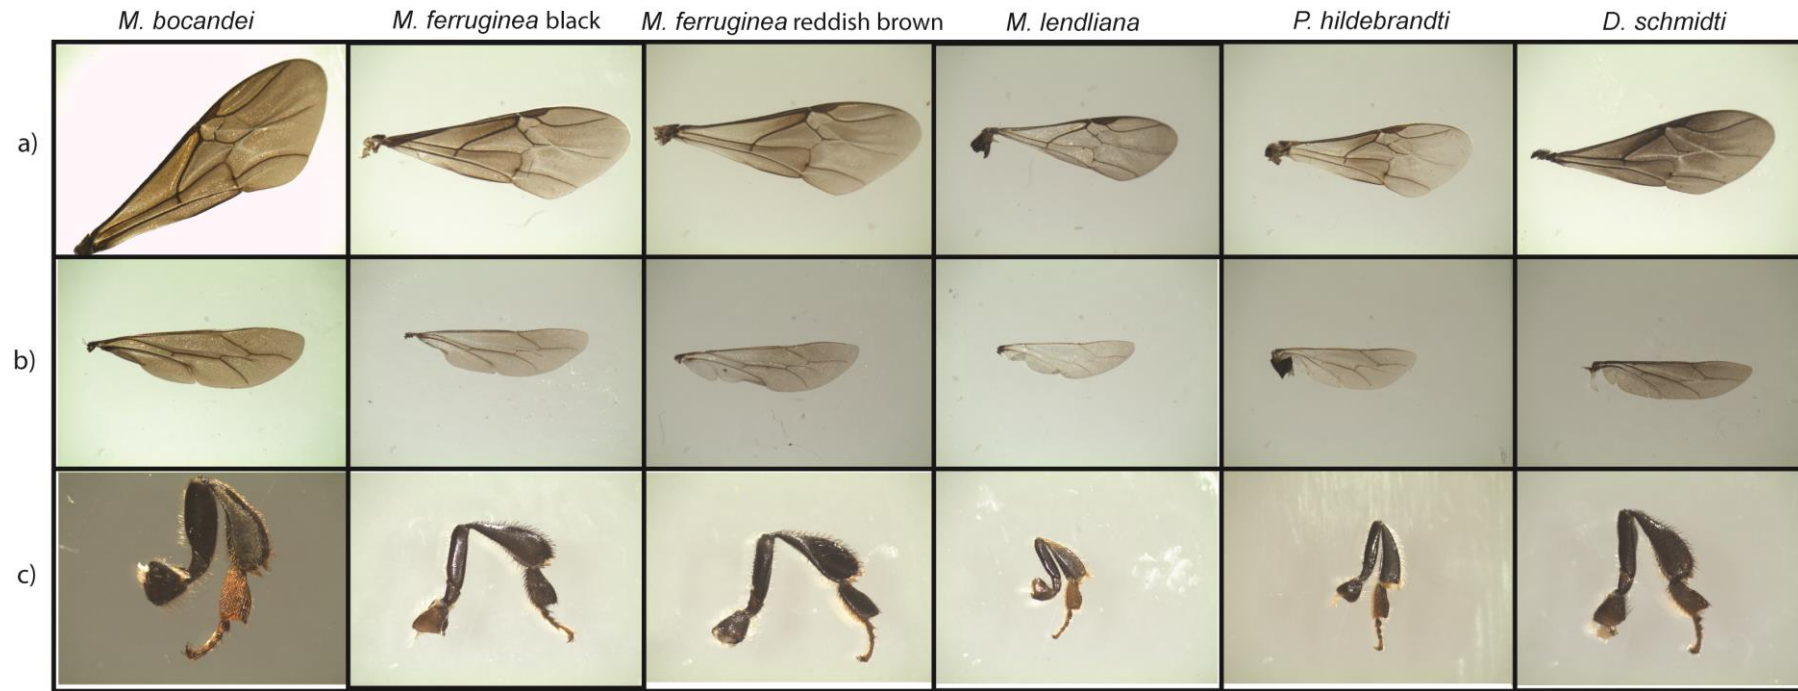 M. bocandei M. ferruginea black M. ferruginea reddish brown M. lendliana P. hildebrandti D. schmidti
a)
b)
c)